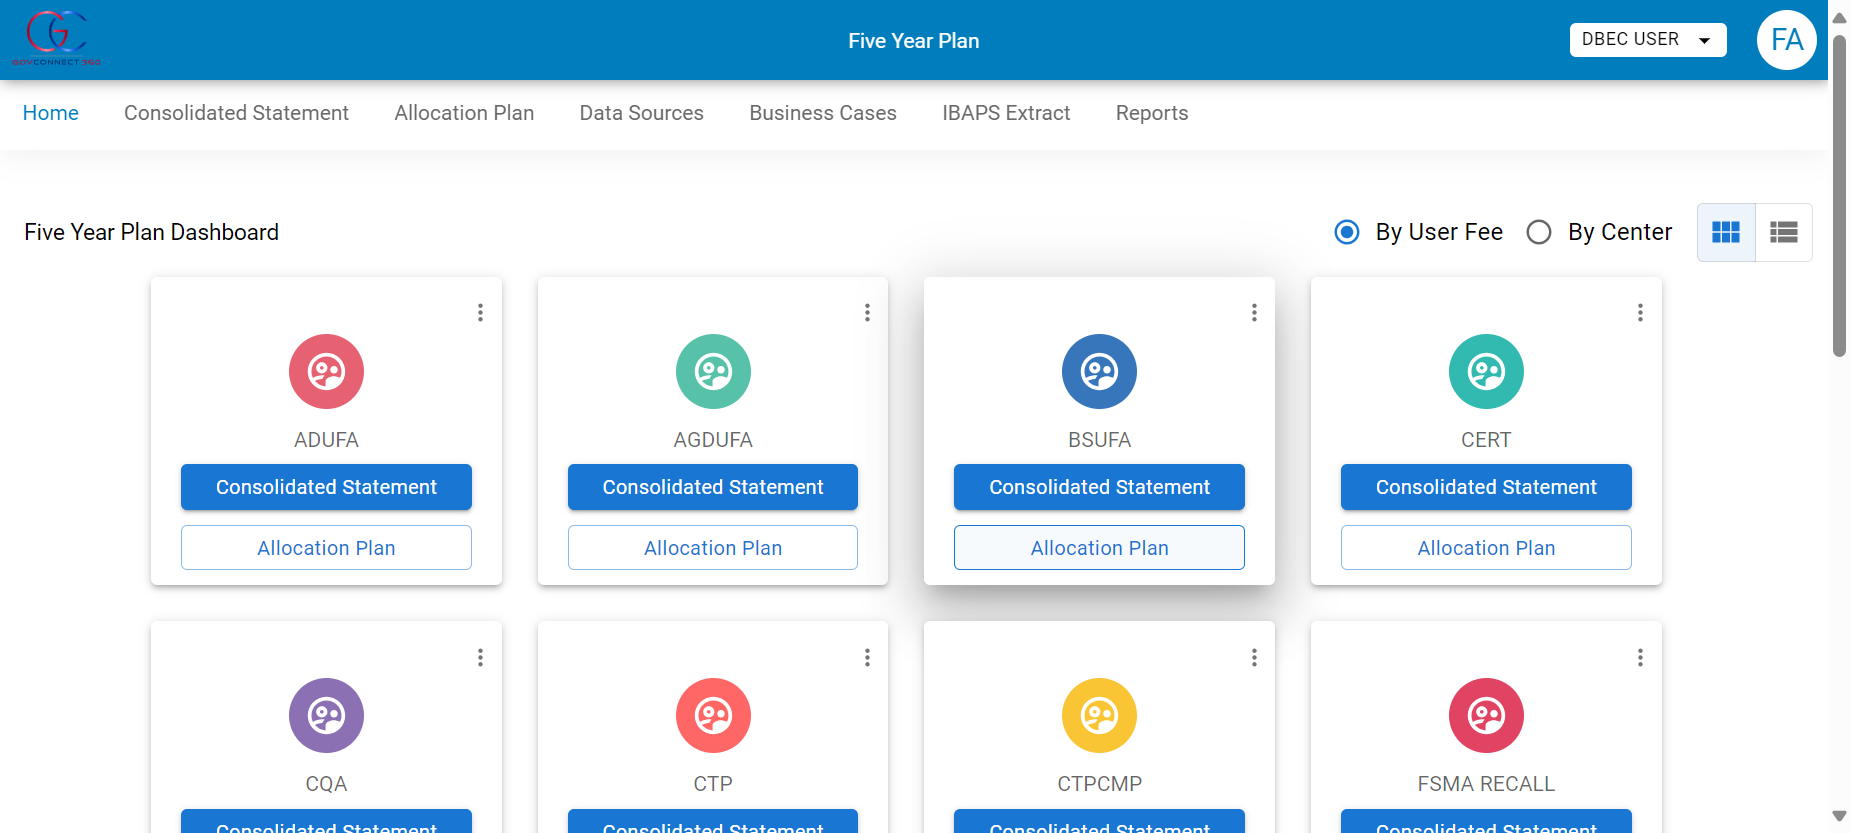 GOVCONNECT 360
Five Year Plan
DBEC USER
FA
Home
Consolidated Statement
Allocation Plan
Data Sources
Business Cases
IBAPS Extract
Reports
Five Year Plan Dashboard
By User Fee
By Center
ADUFA
Consolidated Statement
Allocation Plan
AGDUFA
Consolidated Statement
Allocation Plan
BSUFA
Consolidated Statement
Allocation Plan
CERT
Consolidated Statement
Allocation Plan
CQA
Consolidated Statement
CTP
Consolidated Statement
CTPCMP
Consolidated Statement
FSMA RECALL
Consolidated Statement